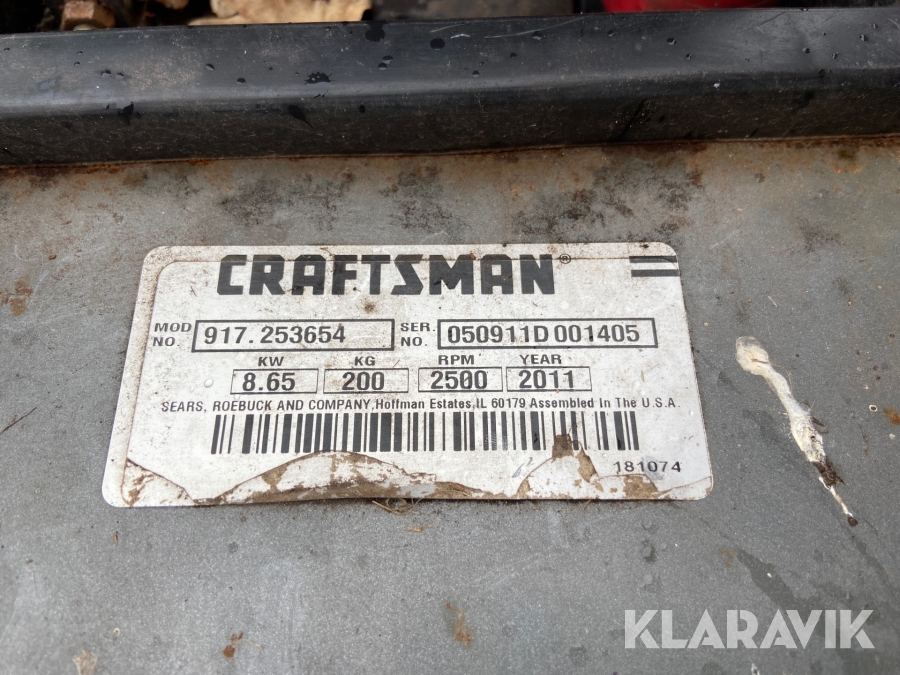 CRAFTSMAN®
MOD NO. 917.253654 SER. NO. 050911D 001405
KW KG RPM YEAR
8.65 200 2500 2011
SEARS, ROEBUCK AND COMPANY, Hoffman Estates, IL 60179 Assembled In The U.S.A.
181074
KLARAVIK